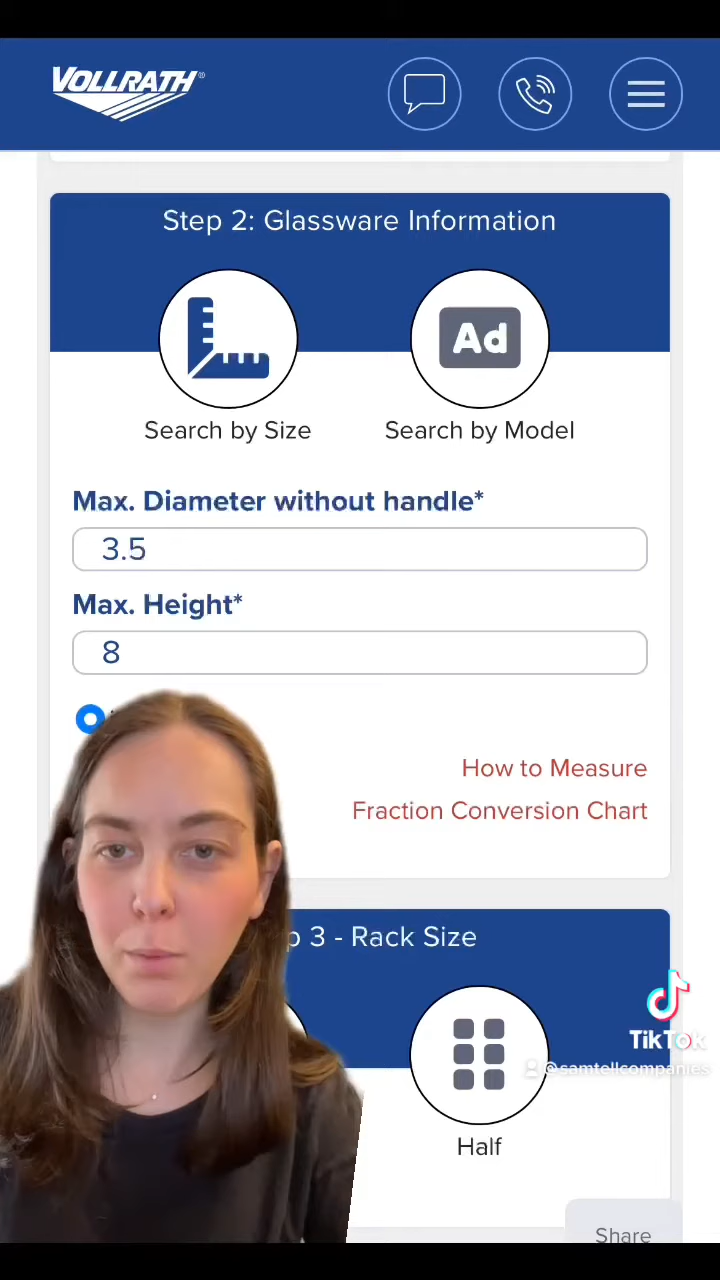 VOLLRATH®
Step 2: Glassware Information
Ad
Search by Size
Search by Model
Max. Diameter without handle*
3.5
Max. Height*
8
How to Measure
Fraction Conversion Chart
p 3 - Rack Size
TikTok
@samtellcompanies
Half
Share